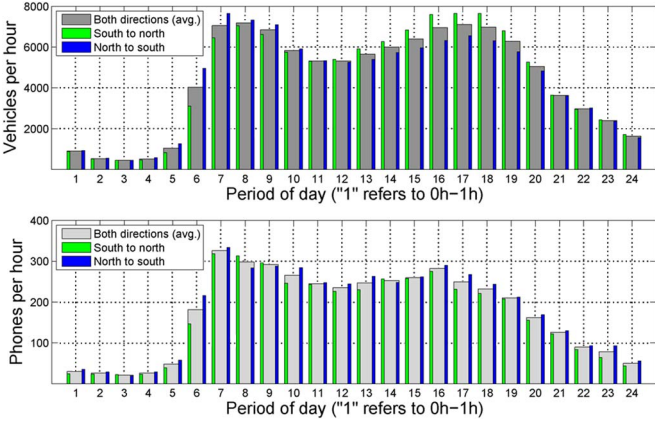 8000
6000
4000
2000
Vehicles per hour
Both directions (avg.)
South to north
North to south
1 2 3 4 5 6 7 8 9 10 11 12 13 14 15 16 17 18 19 20 21 22 23 24
Period of day ("1" refers to 0h−1h)
400
300
200
100
Phones per hour
Both directions (avg.)
South to north
North to south
1 2 3 4 5 6 7 8 9 10 11 12 13 14 15 16 17 18 19 20 21 22 23 24
Period of day ("1" refers to 0h−1h)